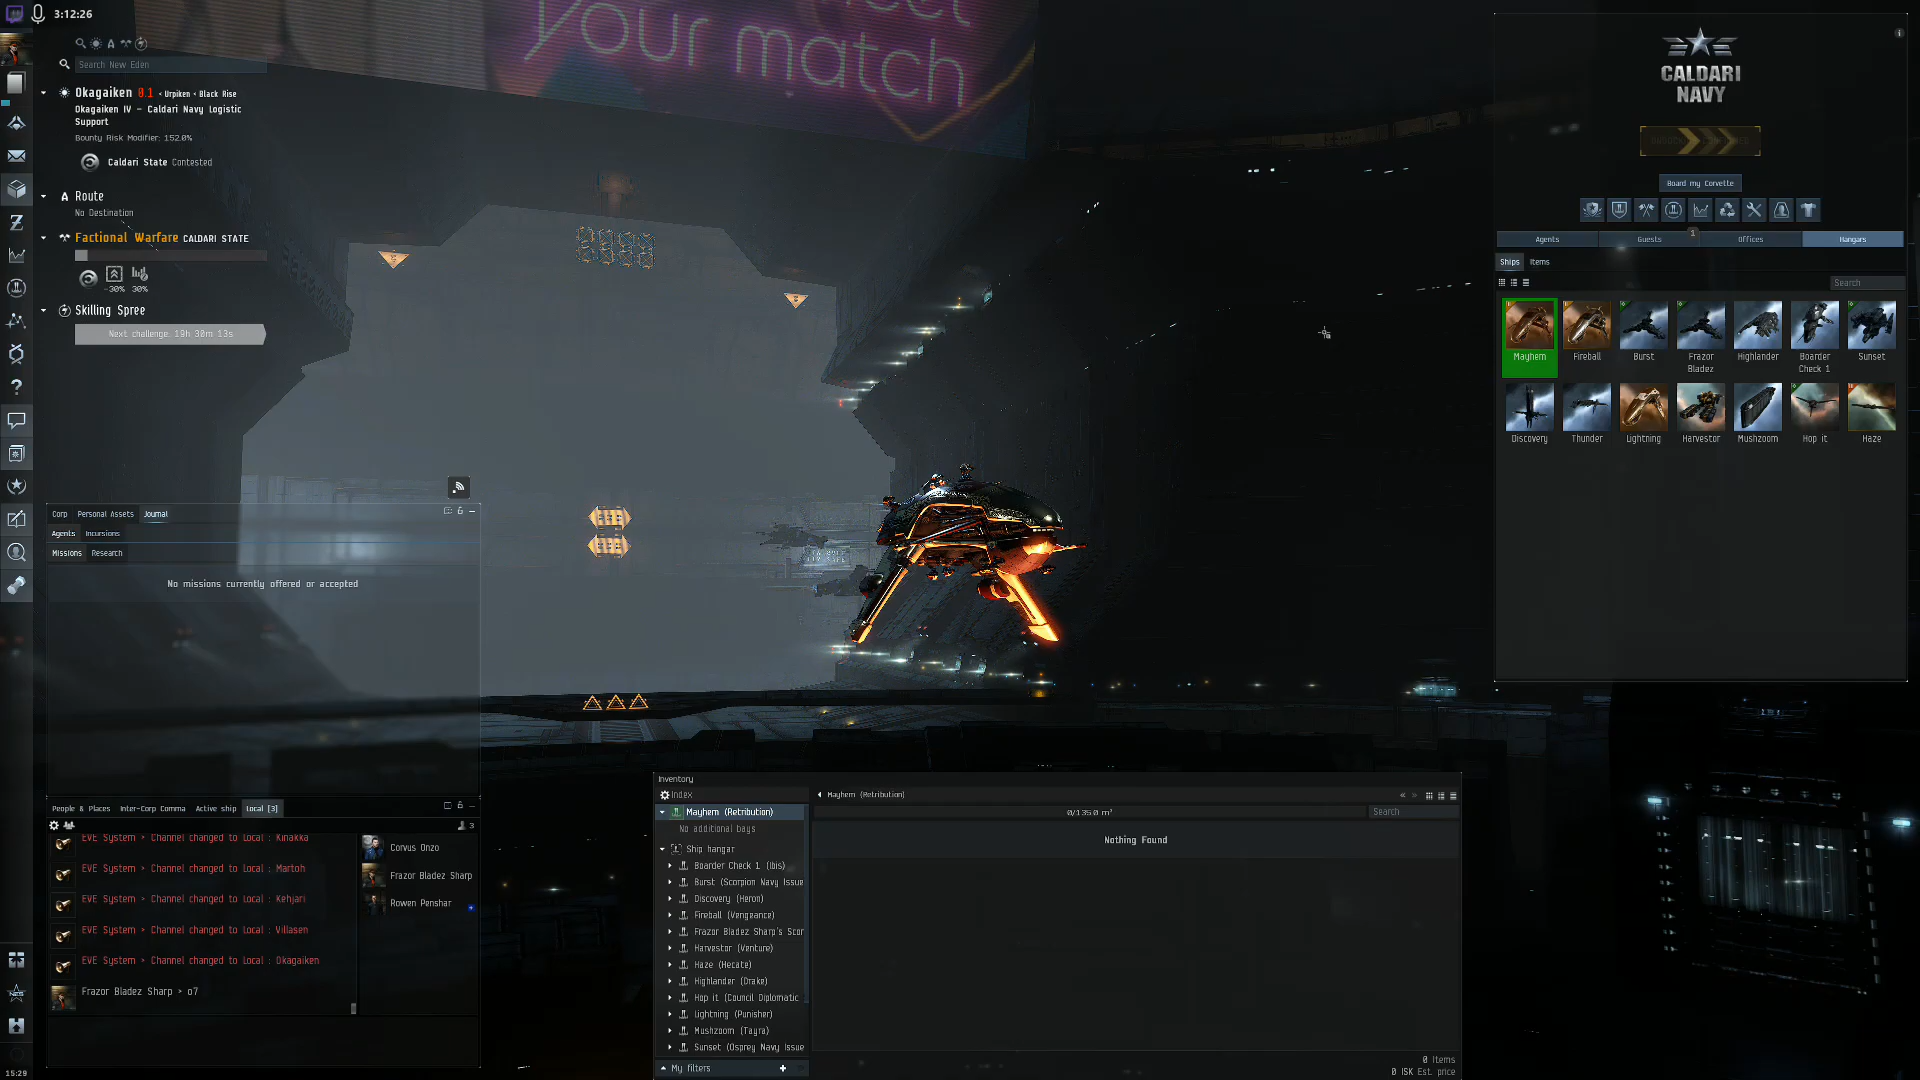 3:12:26
your match
Search New Eden
Okagaiken 0.1 < Urpiken < Black Rise
Okagaiken IV - Caldari Navy Logistic
Support
Bounty Risk Modifier: 152.0%
Caldari State Contested
Route
No Destination
Factional Warfare CALDARI STATE
-30% 30%
Skilling Spree
Next challenge: 19h 30m 13s
CALDARI
NAVY
Board my Corvette
1
Agents Guests Offices Hangars
Ships Items
Search
Mayhem Fireball Burst Frazor Bladez Highlander Boarder Check 1 Sunset
Discovery Thunder Lightning Harvestor Mushzoom Hop it Haze
Corp Personal Assets Journal
Agents Incursions
Missions Research
No missions currently offered or accepted
People & Places Inter-Corp Comma Active ship Local [3]
3
EVE System > Channel changed to Local : Kinakka
EVE System > Channel changed to Local : Martoh
EVE System > Channel changed to Local : Kehjari
EVE System > Channel changed to Local : Villasen
EVE System > Channel changed to Local : Okagaiken
Frazor Bladez Sharp > o7
Corvus Onzo
Frazor Bladez Sharp
Rowen Penshar
Inventory
Index
Mayhem (Retribution)
No additional bays
Ship hangar
Boarder Check 1 (Ibis)
Burst (Scorpion Navy Issue
Discovery (Heron)
Fireball (Vengeance)
Frazor Bladez Sharp's Scor
Harvestor (Venture)
Haze (Hecate)
Highlander (Drake)
Hop it (Council Diplomatic
Lightning (Punisher)
Mushzoom (Tayra)
Sunset (Osprey Navy Issue
My filters
Mayhem (Retribution)
0/135.0 m³
Search
Nothing Found
0 Items
0 ISK Est. price
NES
15:29